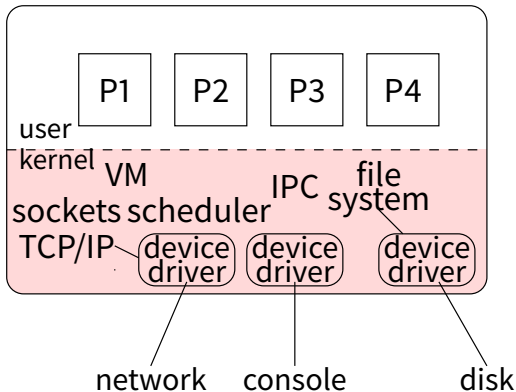 P1 P2 P3 P4
user
kernel
VM
IPC
file
system
sockets scheduler
TCP/IP
device
driver
device
driver
device
driver
network console disk